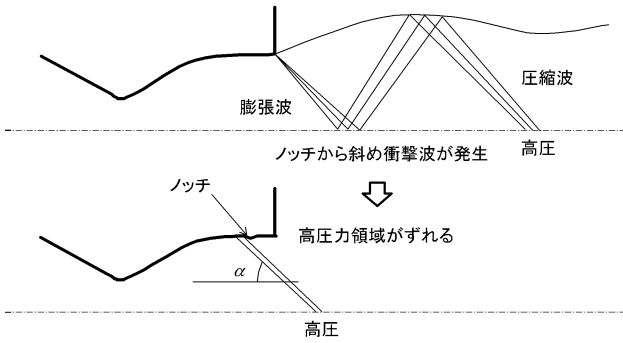 膨張波
圧縮波
高圧
ノッチから斜め衝撃波が発生
ノッチ
高圧力領域がずれる
α
高圧